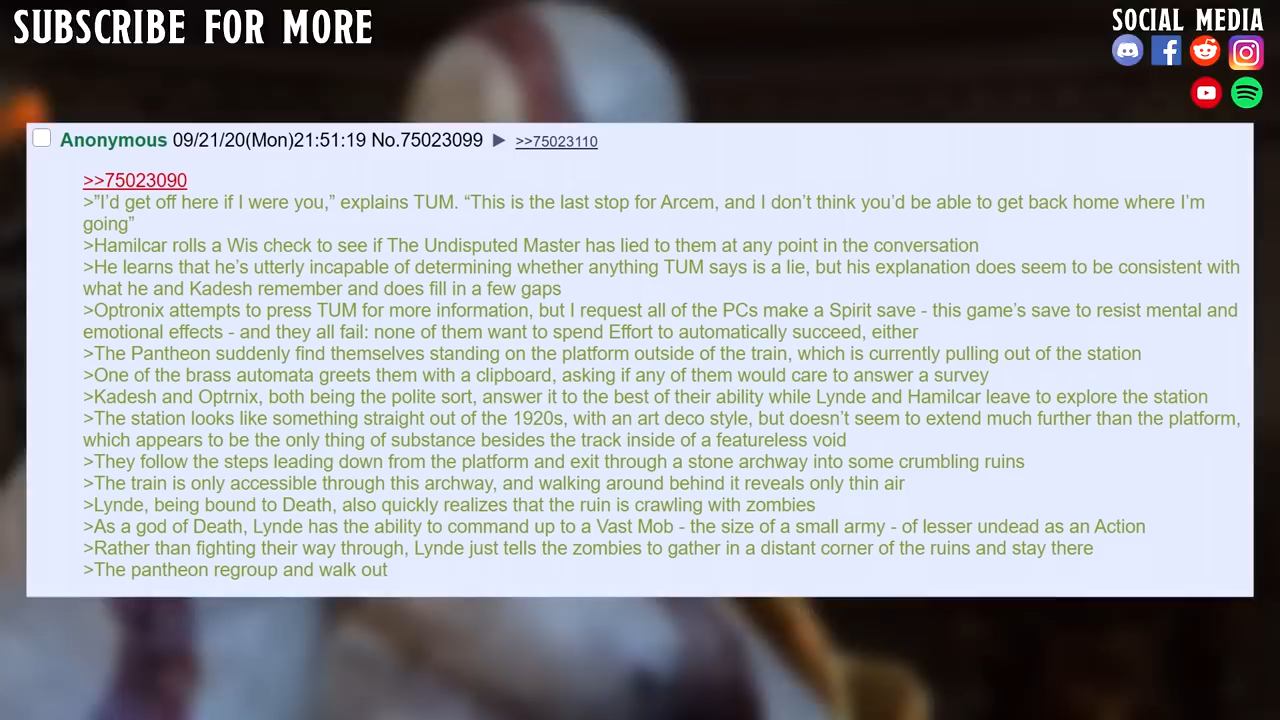 SUBSCRIBE FOR MORE
SOCIAL MEDIA
Anonymous 09/21/20(Mon)21:51:19 No.75023099 ▶ >>75023110
>>75023090
>”I’d get off here if I were you,” explains TUM. “This is the last stop for Arcem, and I don’t think you’d be able to get back home where I’m
going”
>Hamilcar rolls a Wis check to see if The Undisputed Master has lied to them at any point in the conversation
>He learns that he’s utterly incapable of determining whether anything TUM says is a lie, but his explanation does seem to be consistent with
what he and Kadesh remember and does fill in a few gaps
>Optronix attempts to press TUM for more information, but I request all of the PCs make a Spirit save - this game’s save to resist mental and
emotional effects - and they all fail: none of them want to spend Effort to automatically succeed, either
>The Pantheon suddenly find themselves standing on the platform outside of the train, which is currently pulling out of the station
>One of the brass automata greets them with a clipboard, asking if any of them would care to answer a survey
>Kadesh and Optrnix, both being the polite sort, answer it to the best of their ability while Lynde and Hamilcar leave to explore the station
>The station looks like something straight out of the 1920s, with an art deco style, but doesn’t seem to extend much further than the platform,
which appears to be the only thing of substance besides the track inside of a featureless void
>They follow the steps leading down from the platform and exit through a stone archway into some crumbling ruins
>The train is only accessible through this archway, and walking around behind it reveals only thin air
>Lynde, being bound to Death, also quickly realizes that the ruin is crawling with zombies
>As a god of Death, Lynde has the ability to command up to a Vast Mob - the size of a small army - of lesser undead as an Action
>Rather than fighting their way through, Lynde just tells the zombies to gather in a distant corner of the ruins and stay there
>The pantheon regroup and walk out